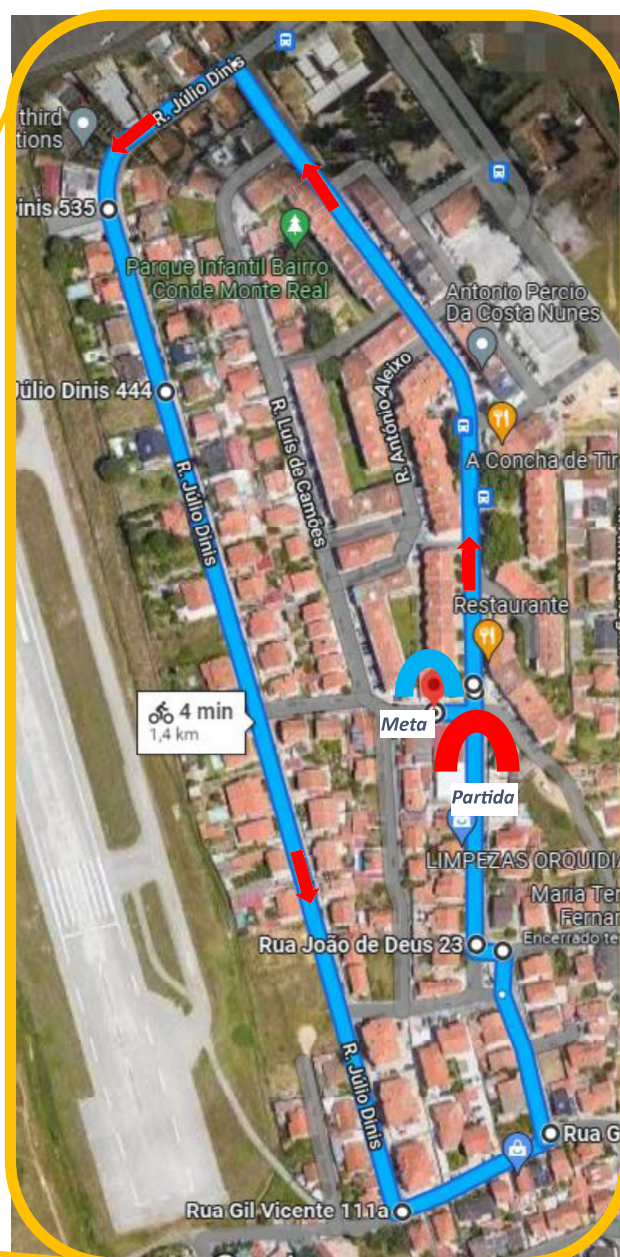 R. Júlio Dinis
third
tions
inis 535
Parque Infantil Bairro
Conde Monte Real
Antonio Percio
Da Costa Nunes
Júlio Dinis 444
R. António Aleixo
R. Luís de Camões
A Concha de Tir
R. Júlio Dinis
Restaurante
4 min
1,4 km
Meta
Partida
LIMPEZAS ORQUIDI
Maria Ter
Fernar
Rua João de Deus 23
Encerrado te
R. Júlio Dinis
Rua G
Rua Gil Vicente 111a